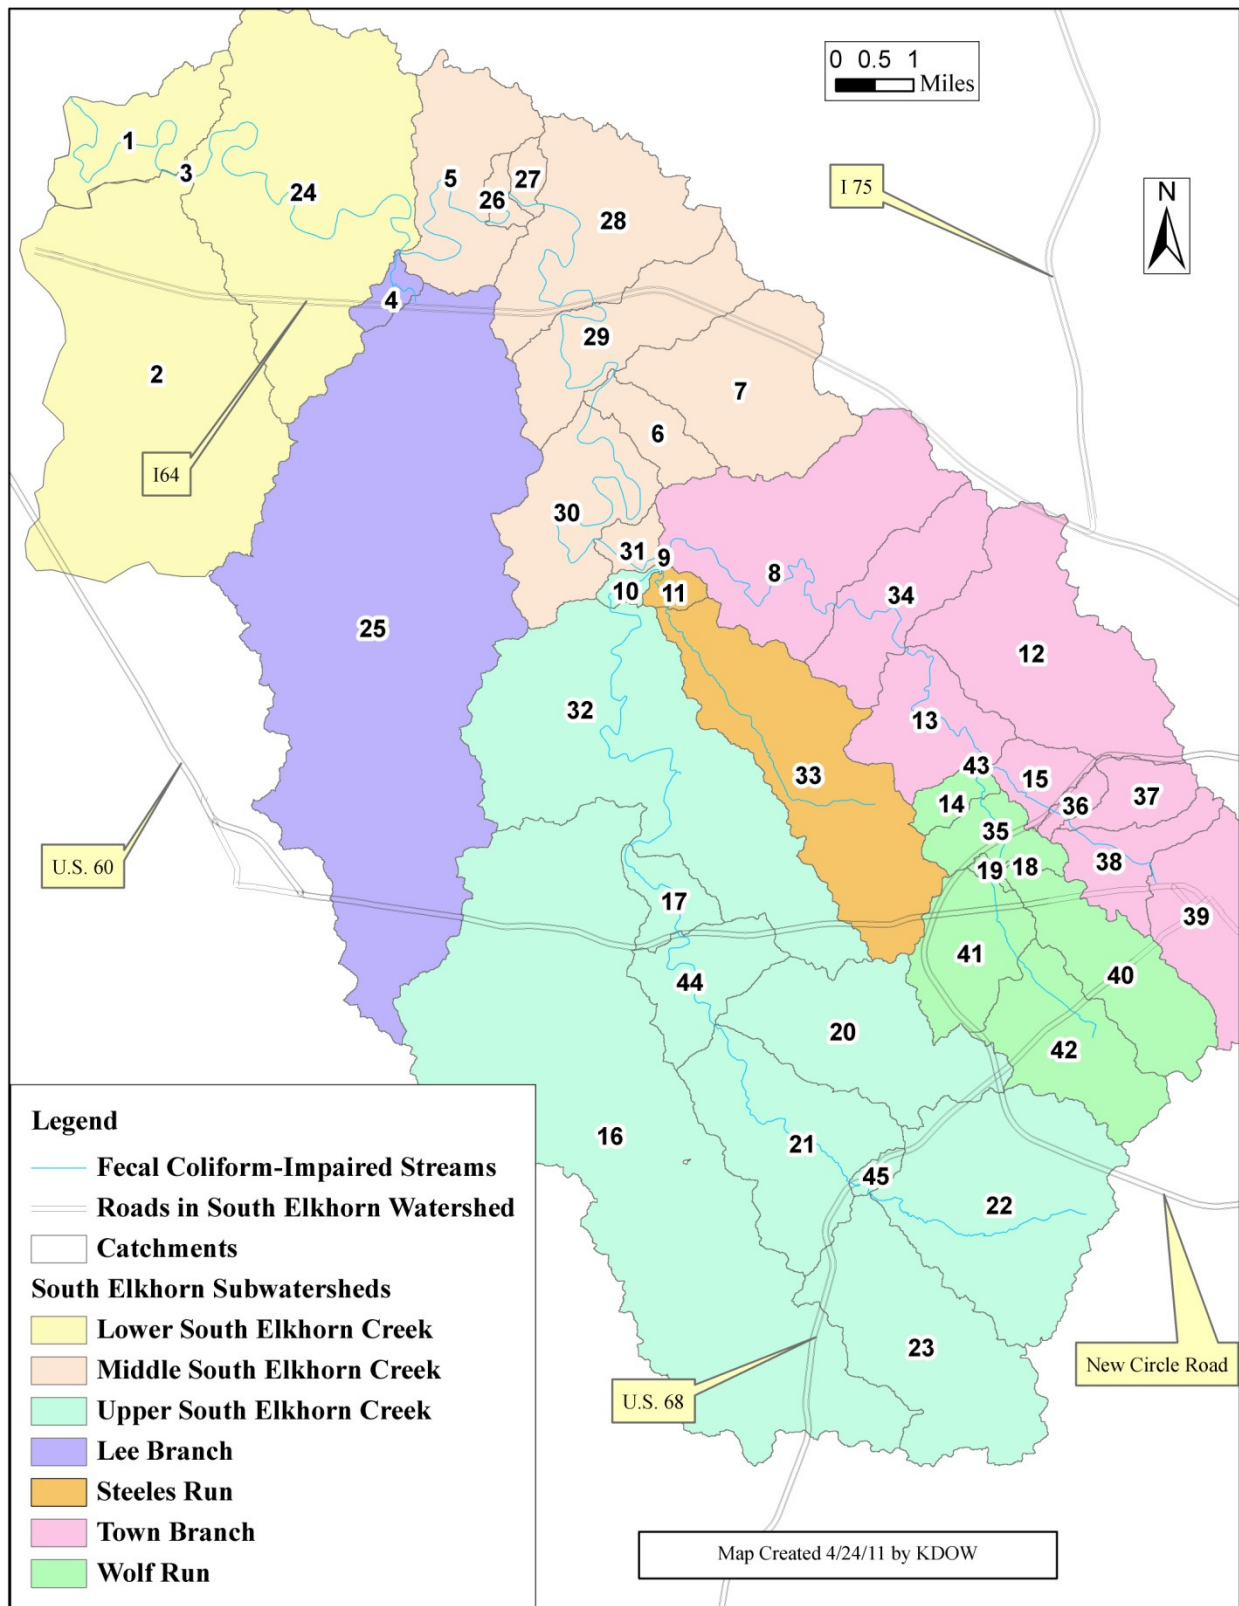 0 0.5 1
Miles
I 75
N
1
3
24
5
26
27
28
4
29
2
7
6
I64
30
31
9
8
10
11
34
25
12
32
13
33
43
15
14
36
37
35
U.S. 60
19
18
38
17
39
41
40
44
20
42
16
21
45
22
23
New Circle Road
U.S. 68
Legend
Fecal Coliform-Impaired Streams
Roads in South Elkhorn Watershed
Catchments
South Elkhorn Subwatersheds
Lower South Elkhorn Creek
Middle South Elkhorn Creek
Upper South Elkhorn Creek
Lee Branch
Steeles Run
Town Branch
Wolf Run
Map Created 4/24/11 by KDOW